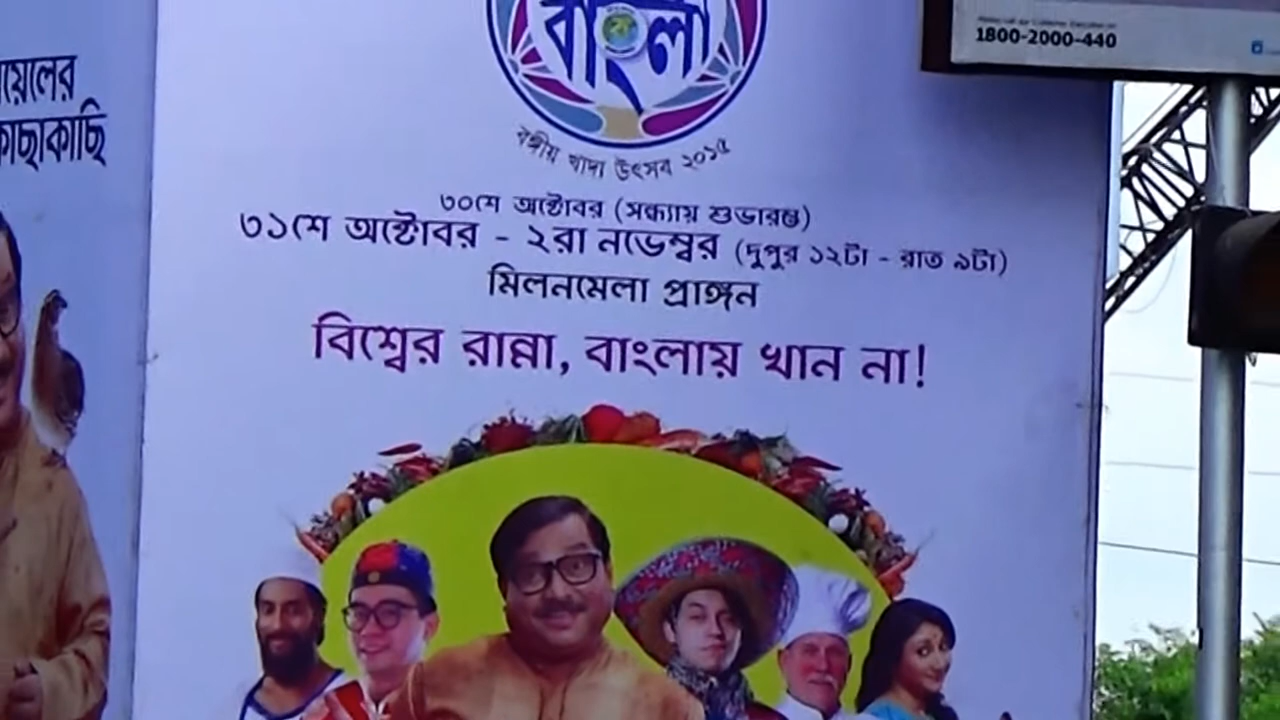 য়েলের
কাছাকাছি
বাংলা
বঙ্গীয় খাদ্য উৎসব ২০১৫
৩০শে অক্টোবর (সন্ধ্যায় শুভারম্ভ)
৩১শে অক্টোবর - ২রা নভেম্বর (দুপুর ১২টা - রাত ৯টা)
মিলনমেলা প্রাঙ্গন
বিশ্বের রান্না, বাংলায় খান না!
1800-2000-440